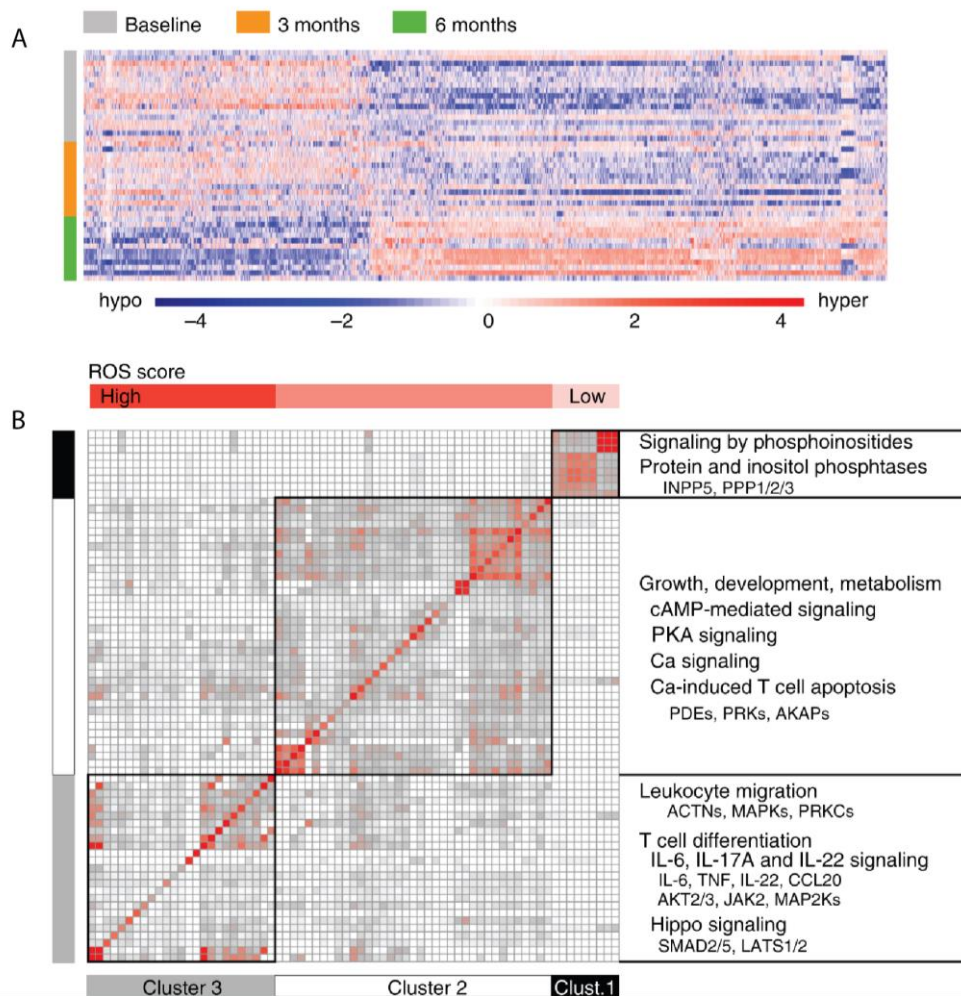 Baseline 3 months 6 months
A
hypo hyper
−4 −2 0 2 4
ROS score
High Low
B
Signaling by phosphoinositides
Protein and inositol phosphtases
INPP5, PPP1/2/3
Growth, development, metabolism
cAMP-mediated signaling
PKA signaling
Ca signaling
Ca-induced T cell apoptosis
PDEs, PRKs, AKAPs
Leukocyte migration
ACTNs, MAPKs, PRKCs
T cell differentiation
IL-6, IL-17A and IL-22 signaling
IL-6, TNF, IL-22, CCL20
AKT2/3, JAK2, MAP2Ks
Hippo signaling
SMAD2/5, LATS1/2
Cluster 3 Cluster 2 Clust.1